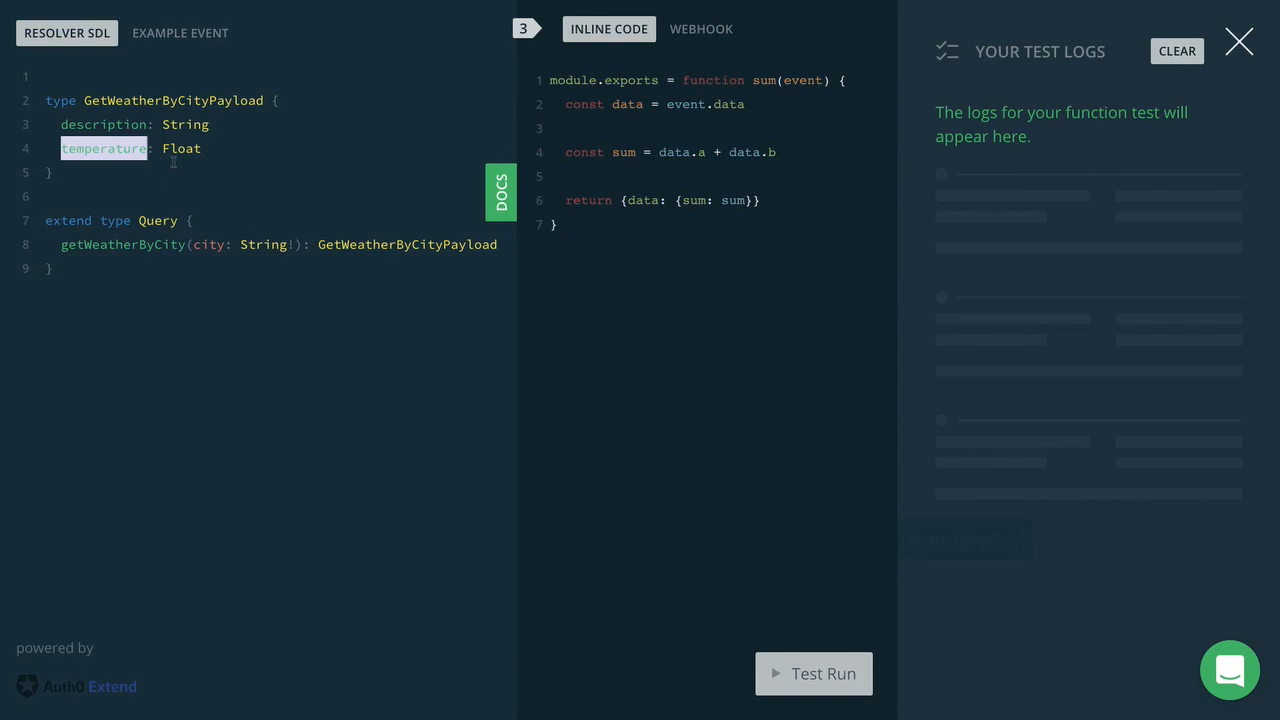 RESOLVER SDL
EXAMPLE EVENT
1
2 type GetWeatherByCityPayload {
3 description: String
4 temperature: Float
5 }
6
7 extend type Query {
8 getWeatherByCity(city: String!): GetWeatherByCityPayload
9 }
powered by
Auth0 Extend
DOCS
3
INLINE CODE
WEBHOOK
1 module.exports = function sum(event) {
2 const data = event.data
3
4 const sum = data.a + data.b
5
6 return {data: {sum: sum}}
7 }
Test Run
YOUR TEST LOGS
CLEAR
The logs for your function test will
appear here.